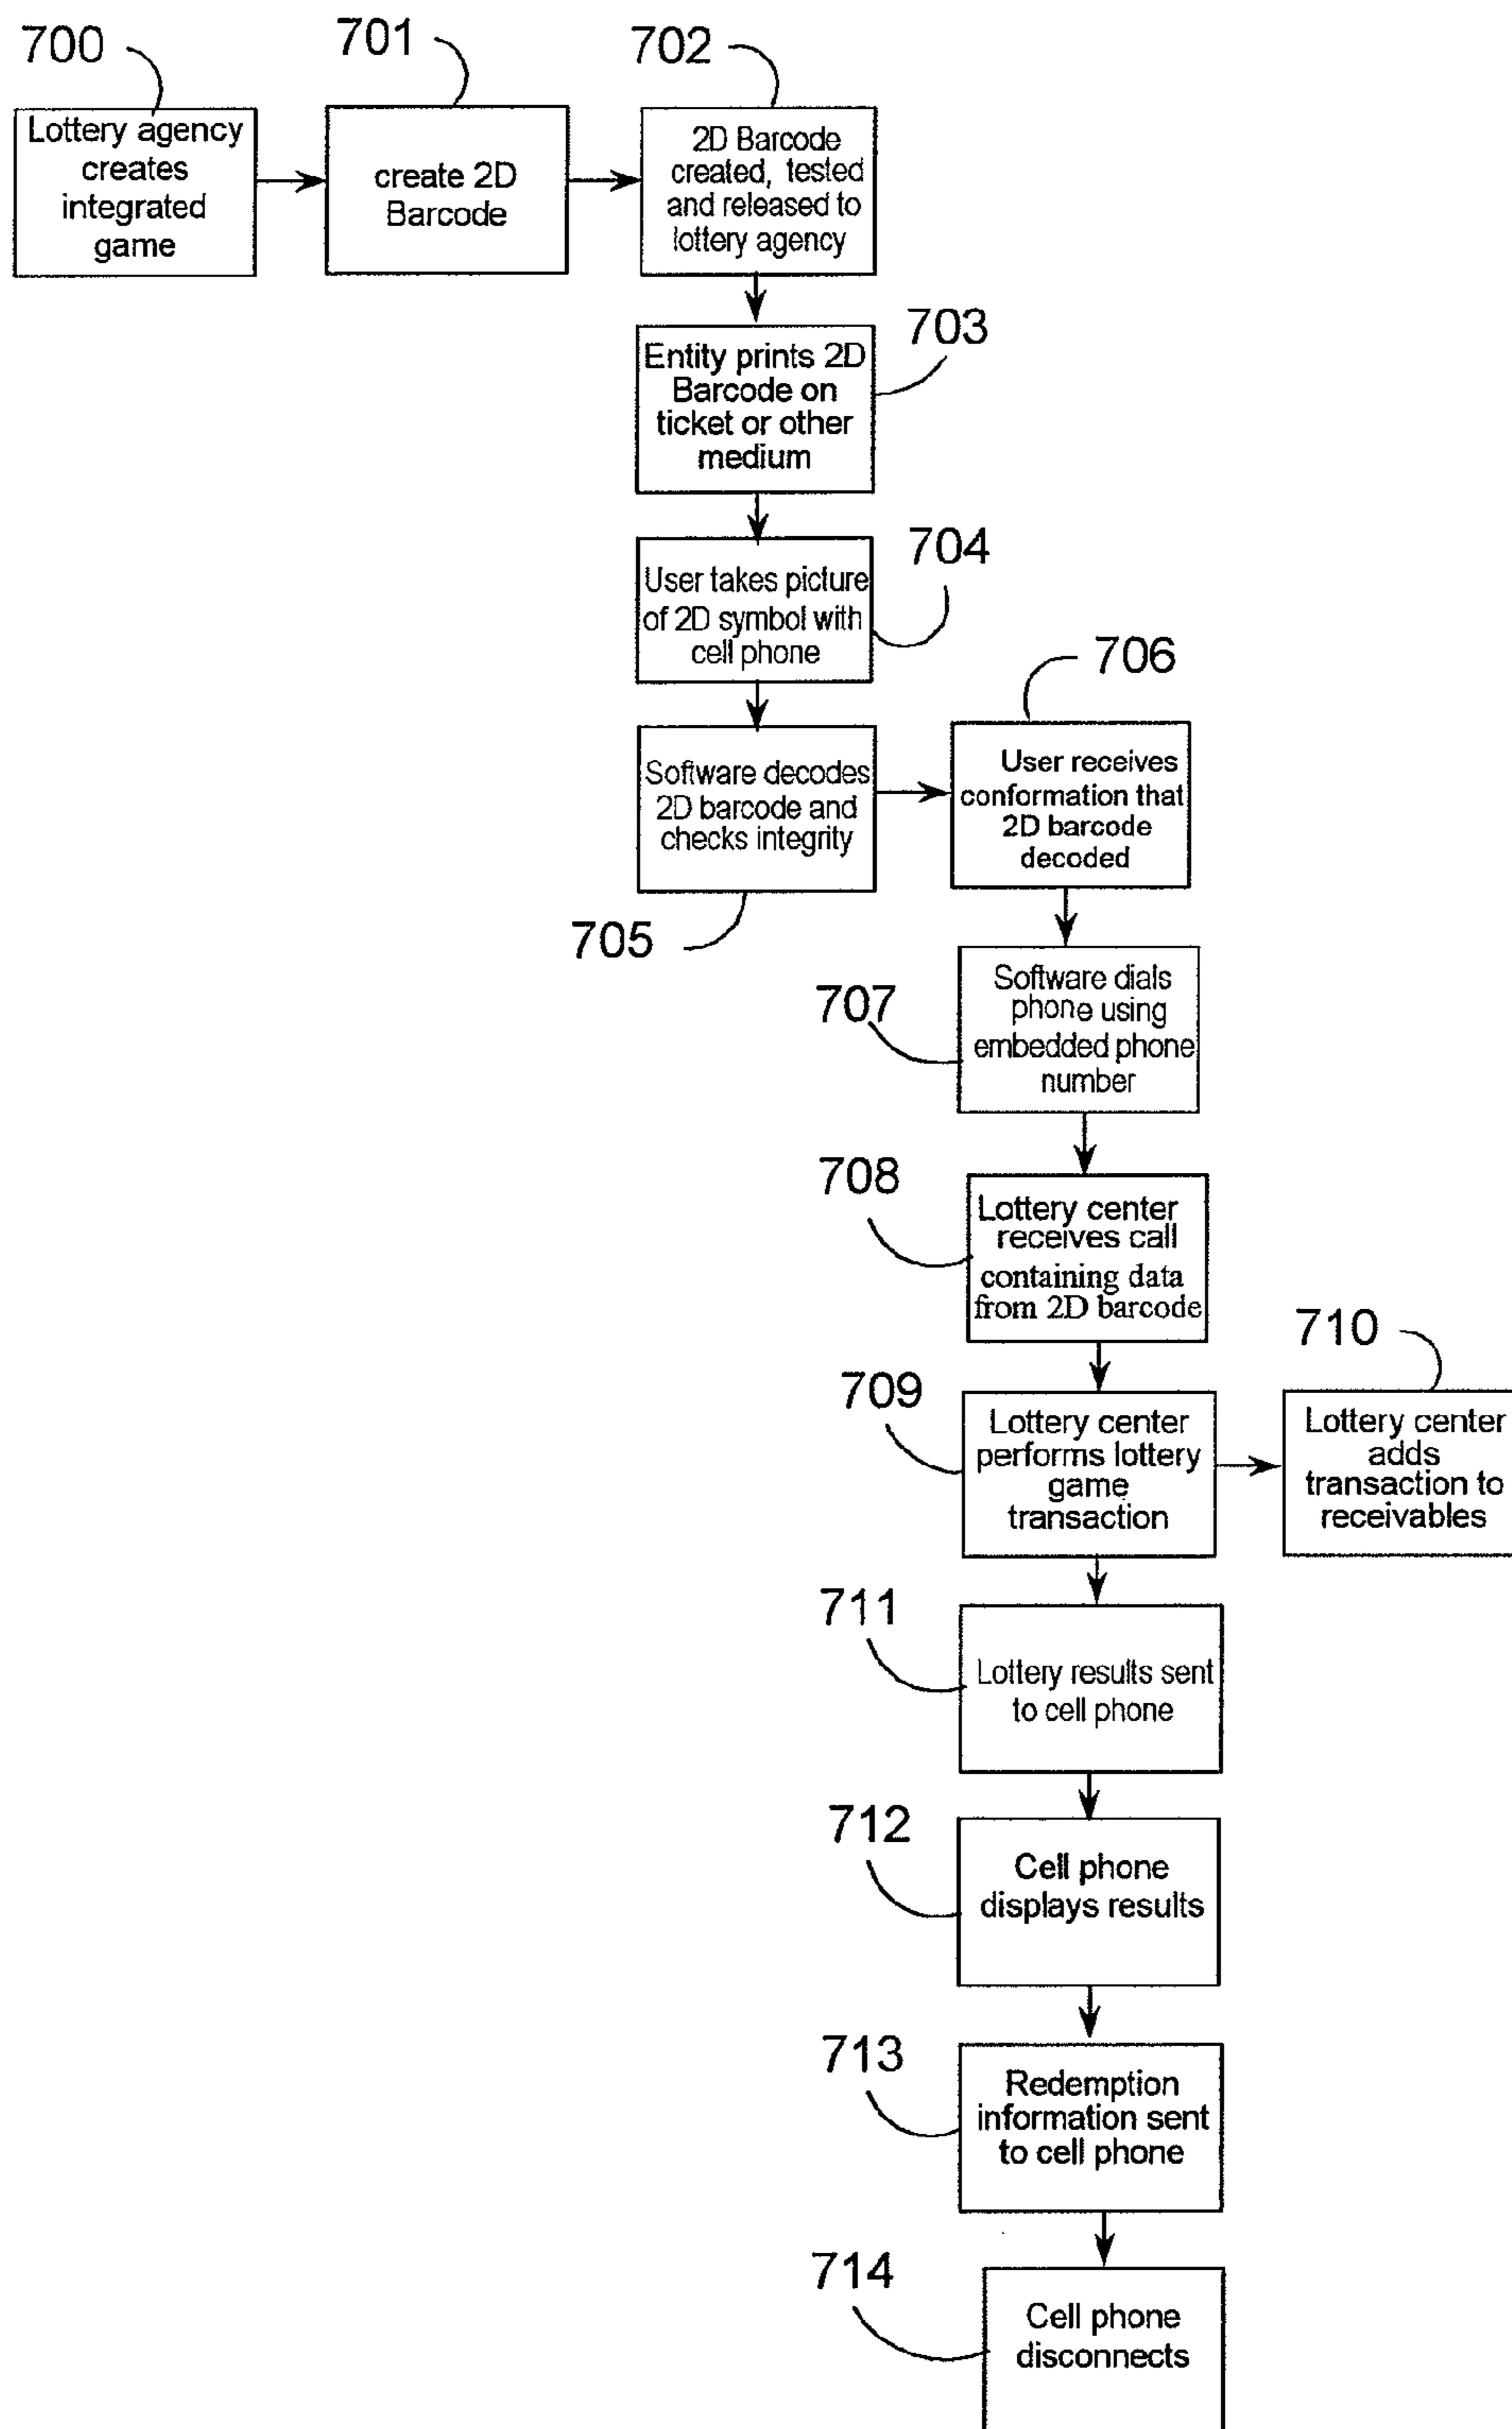 700
701
702
Lottery agency
creates
integrated
game
create 2D
Barcode
2D Barcode
created, tested
and released to
lottery agency
703
Entity prints 2D
Barcode on
ticket or other
medium
704
User takes picture
of 2D symbol with
cell phone
706
Software decodes
2D barcode and
checks integrity
705
User receives
conformation that
2D barcode
decoded
707
Software dials
phone using
embedded phone
number
708
Lottery center
receives call
containing data
from 2D barcode
709
Lottery center
performs lottery
game
transaction
710
Lottery center
adds
transaction to
receivables
711
Lottery results sent
to cell phone
712
Cell phone
displays results
713
Redemption
information sent
to cell phone
714
Cell phone
disconnects